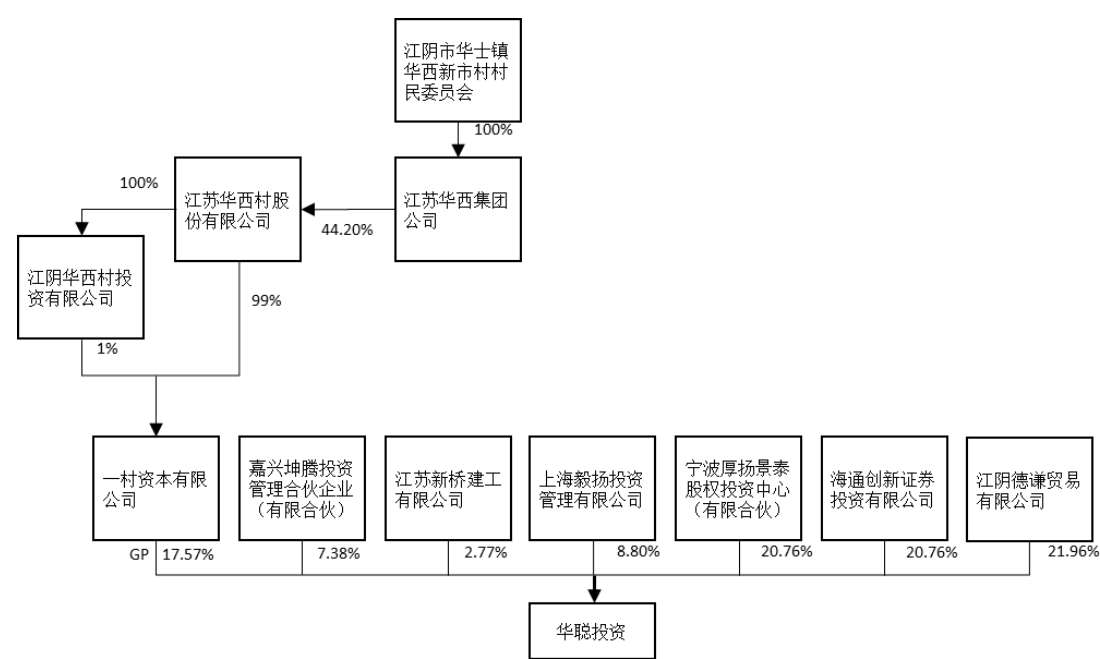 江阴市华士镇
华西新市村村
民委员会
100%
江苏华西村股
份有限公司
江苏华西集团
公司
100%
44.20%
江阴华西村投
资有限公司
99%
1%
一村资本有限
公司
嘉兴坤腾投资
管理合伙企业
（有限合伙）
江苏新桥建工
有限公司
上海毅扬投资
管理有限公司
宁波厚扬景泰
股权投资中心
（有限合伙）
海通创新证券
投资有限公司
江阴德谦贸易
有限公司
GP 17.57%
7.38%
2.77%
8.80%
20.76%
20.76%
21.96%
华聪投资